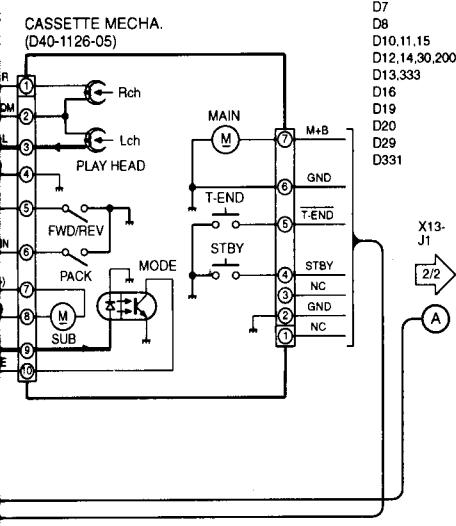 CASSETTE MECHA.
(D40-1126-05)
D7
D8
D10,11,15
D12,14,30,200
D13,333
D16
D19
D20
D29
D331
R
1
Rch
OM
2
L
3
Lch
PLAY HEAD
4
5
FWD/REV
IN
6
PACK
7
8
M
SUB
9
E
10
MODE
MAIN
M
7
M+B
6
GND
T-END
5
T-END
STBY
4
STBY
3
NC
2
GND
1
NC
X13-
J1
2/2
A